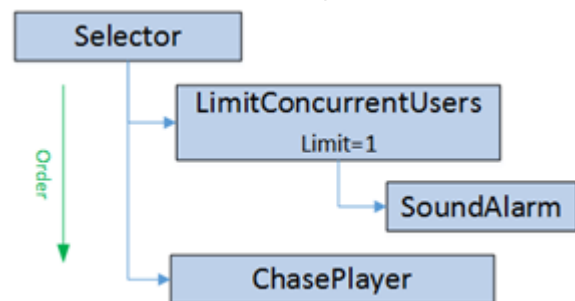 Selector
LimitConcurrentUsers
Limit=1
Order
SoundAlarm
ChasePlayer